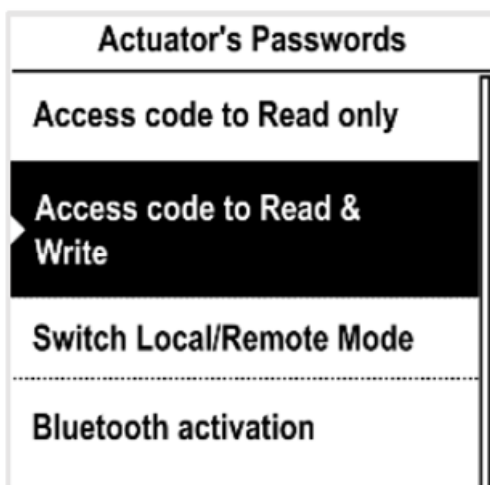 Actuator's Passwords
Access code to Read only
Access code to Read &
Write
Switch Local/Remote Mode
Bluetooth activation